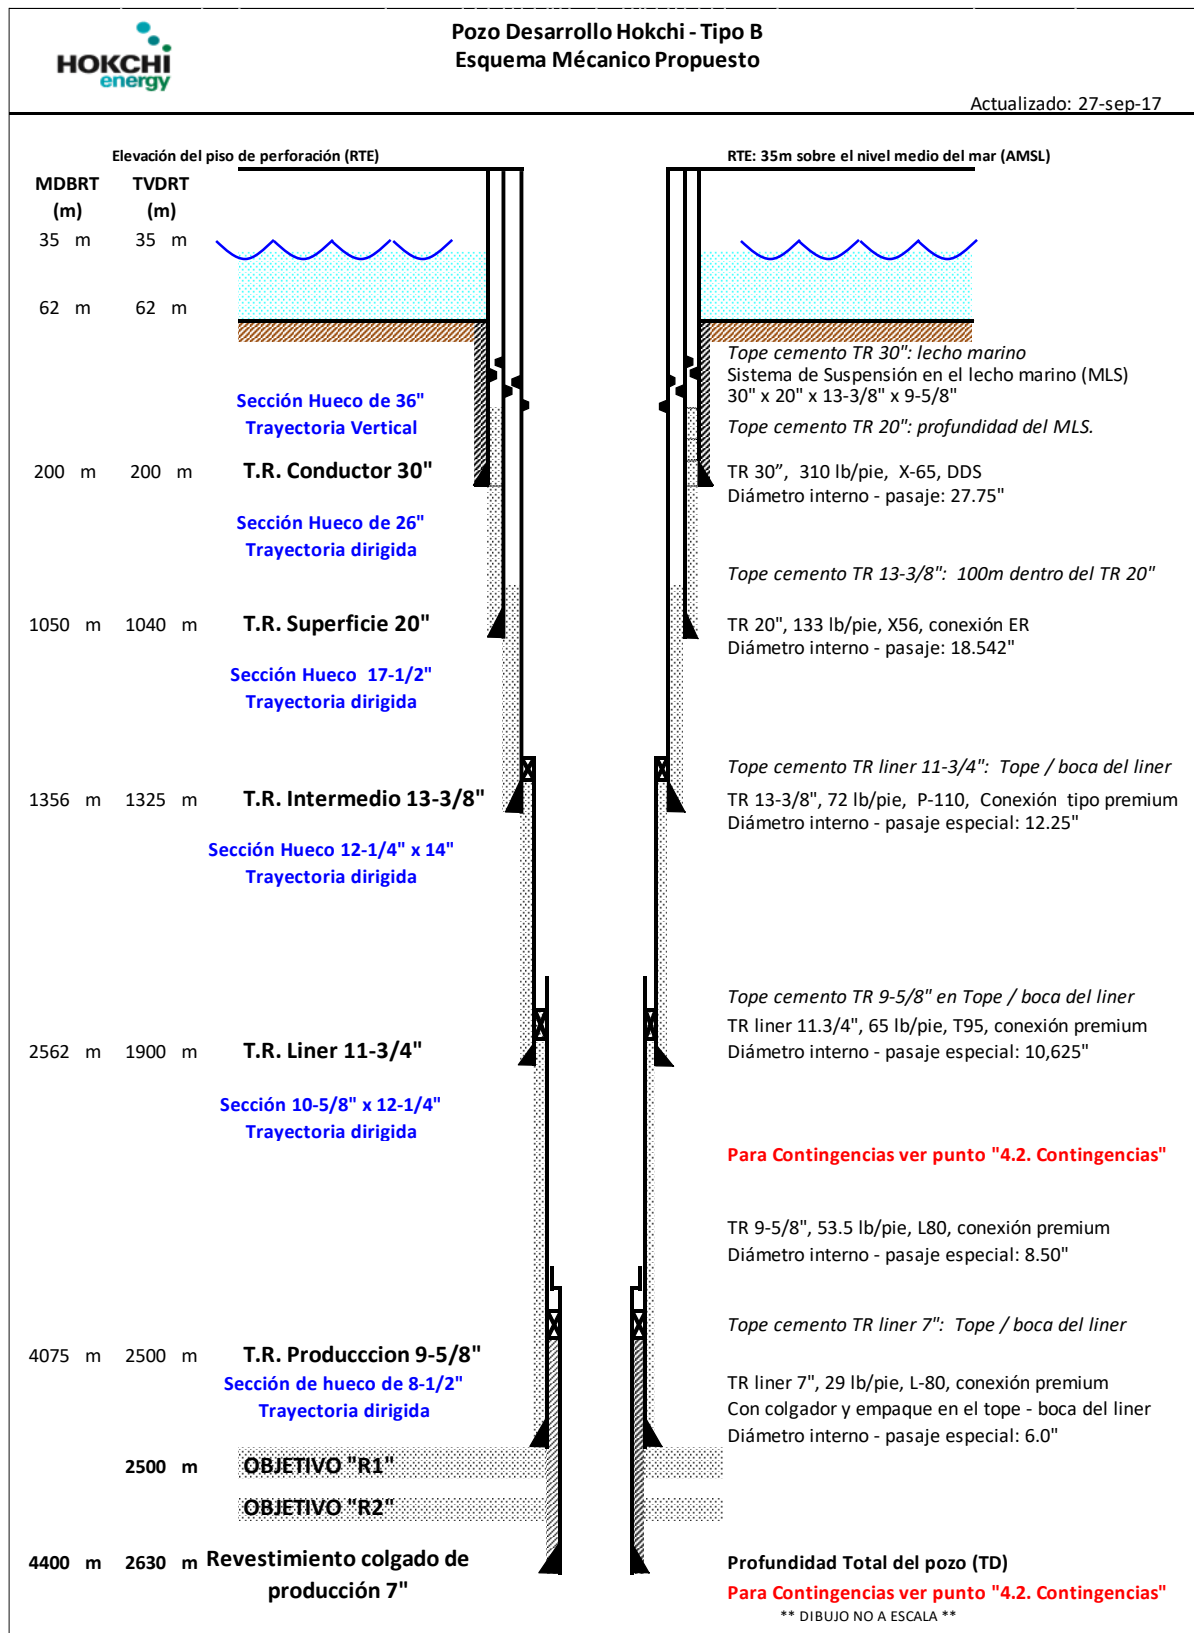 HOKCHI
energy
Pozo Desarrollo Hokchi - Tipo B
Esquema Mécanico Propuesto
Actualizado: 27-sep-17
Elevación del piso de perforación (RTE)
RTE: 35m sobre el nivel medio del mar (AMSL)
MDBRT TVDRT
(m) (m)
35 m 35 m
62 m 62 m
Tope cemento TR 30": lecho marino
Sistema de Suspensión en el lecho marino (MLS)
30" x 20" x 13-3/8" x 9-5/8"
Sección Hueco de 36"
Trayectoria Vertical
Tope cemento TR 20": profundidad del MLS.
200 m 200 m T.R. Conductor 30"
TR 30”, 310 lb/pie, X-65, DDS
Diámetro interno - pasaje: 27.75"
Sección Hueco de 26"
Trayectoria dirigida
Tope cemento TR 13-3/8": 100m dentro del TR 20"
1050 m 1040 m T.R. Superficie 20"
TR 20", 133 lb/pie, X56, conexión ER
Diámetro interno - pasaje: 18.542"
Sección Hueco 17-1/2"
Trayectoria dirigida
Tope cemento TR liner 11-3/4": Tope / boca del liner
1356 m 1325 m T.R. Intermedio 13-3/8"
TR 13-3/8", 72 lb/pie, P-110, Conexión tipo premium
Diámetro interno - pasaje especial: 12.25"
Sección Hueco 12-1/4" x 14"
Trayectoria dirigida
Tope cemento TR 9-5/8" en Tope / boca del liner
TR liner 11.3/4", 65 lb/pie, T95, conexión premium
2562 m 1900 m T.R. Liner 11-3/4"
Diámetro interno - pasaje especial: 10,625"
Sección 10-5/8" x 12-1/4"
Trayectoria dirigida
Para Contingencias ver punto "4.2. Contingencias"
TR 9-5/8", 53.5 lb/pie, L80, conexión premium
Diámetro interno - pasaje especial: 8.50"
Tope cemento TR liner 7": Tope / boca del liner
4075 m 2500 m T.R. Producccion 9-5/8"
Sección de hueco de 8-1/2"
Trayectoria dirigida
TR liner 7", 29 lb/pie, L-80, conexión premium
Con colgador y empaque en el tope - boca del liner
Diámetro interno - pasaje especial: 6.0"
2500 m OBJETIVO "R1"
OBJETIVO "R2"
4400 m 2630 m Revestimiento colgado de
producción 7"
Profundidad Total del pozo (TD)
Para Contingencias ver punto "4.2. Contingencias"
** DIBUJO NO A ESCALA **